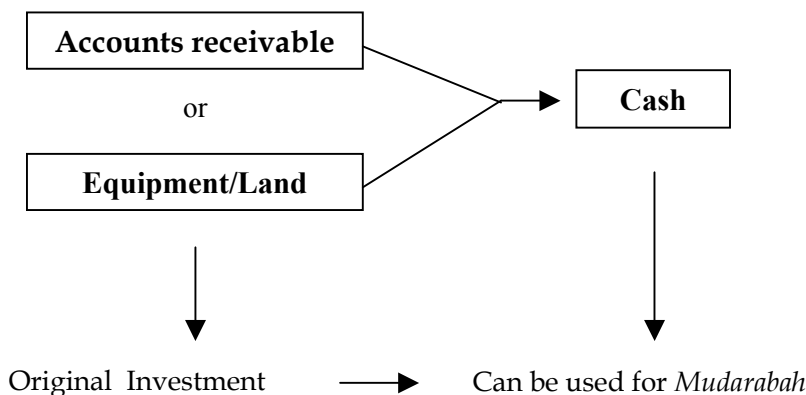 Accounts receivable
or
Cash
Equipment/Land
Original Investment
Can be used for Mudarabah